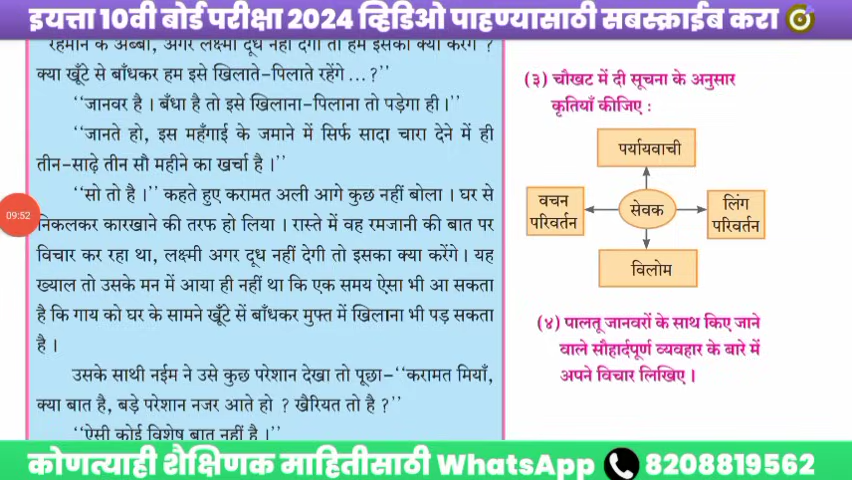 इयत्ता 10वी बोर्ड परीक्षा 2024 व्हिडिओ पाहण्यासाठी सबस्क्राईब करा
रहमान के अब्बा, अगर लक्ष्मी दूध नहीं देगी तो हम इसका क्या करेंगे ?
क्या खूँटे से बाँधकर हम इसे खिलाते-पिलाते रहेंगे ...?”
“जानवर है । बँधा है तो इसे खिलाना-पिलाना तो पड़ेगा ही ।”
“जानते हो, इस महँगाई के जमाने में सिर्फ सादा चारा देने में ही
तीन-साढ़े तीन सौ महीने का खर्चा है ।”
“सो तो है ।” कहते हुए करामत अली आगे कुछ नहीं बोला । घर से
निकलकर कारखाने की तरफ हो लिया । रास्ते में वह रमजानी की बात पर
विचार कर रहा था, लक्ष्मी अगर दूध नहीं देगी तो इसका क्या करेंगे । यह
ख्याल तो उसके मन में आया ही नहीं था कि एक समय ऐसा भी आ सकता
है कि गाय को घर के सामने खूँटे सें बाँधकर मुफ्त में खिलाना भी पड़ सकता
है ।
उसके साथी नईम ने उसे कुछ परेशान देखा तो पूछा-“करामत मियाँ,
क्या बात है, बड़े परेशान नजर आते हो ? खैरियत तो है ?”
“ऐसी कोई विशेष बात नहीं है ।”
09:52
(३) चौखट में दी सूचना के अनुसार
कृतियाँ कीजिए :
पर्यायवाची
वचन
परिवर्तन
सेवक
लिंग
परिवर्तन
विलोम
(४) पालतू जानवरों के साथ किए जाने
वाले सौहार्दपूर्ण व्यवहार के बारे में
अपने विचार लिखिए ।
कोणत्याही शैक्षिणक माहितीसाठी WhatsApp 8208819562